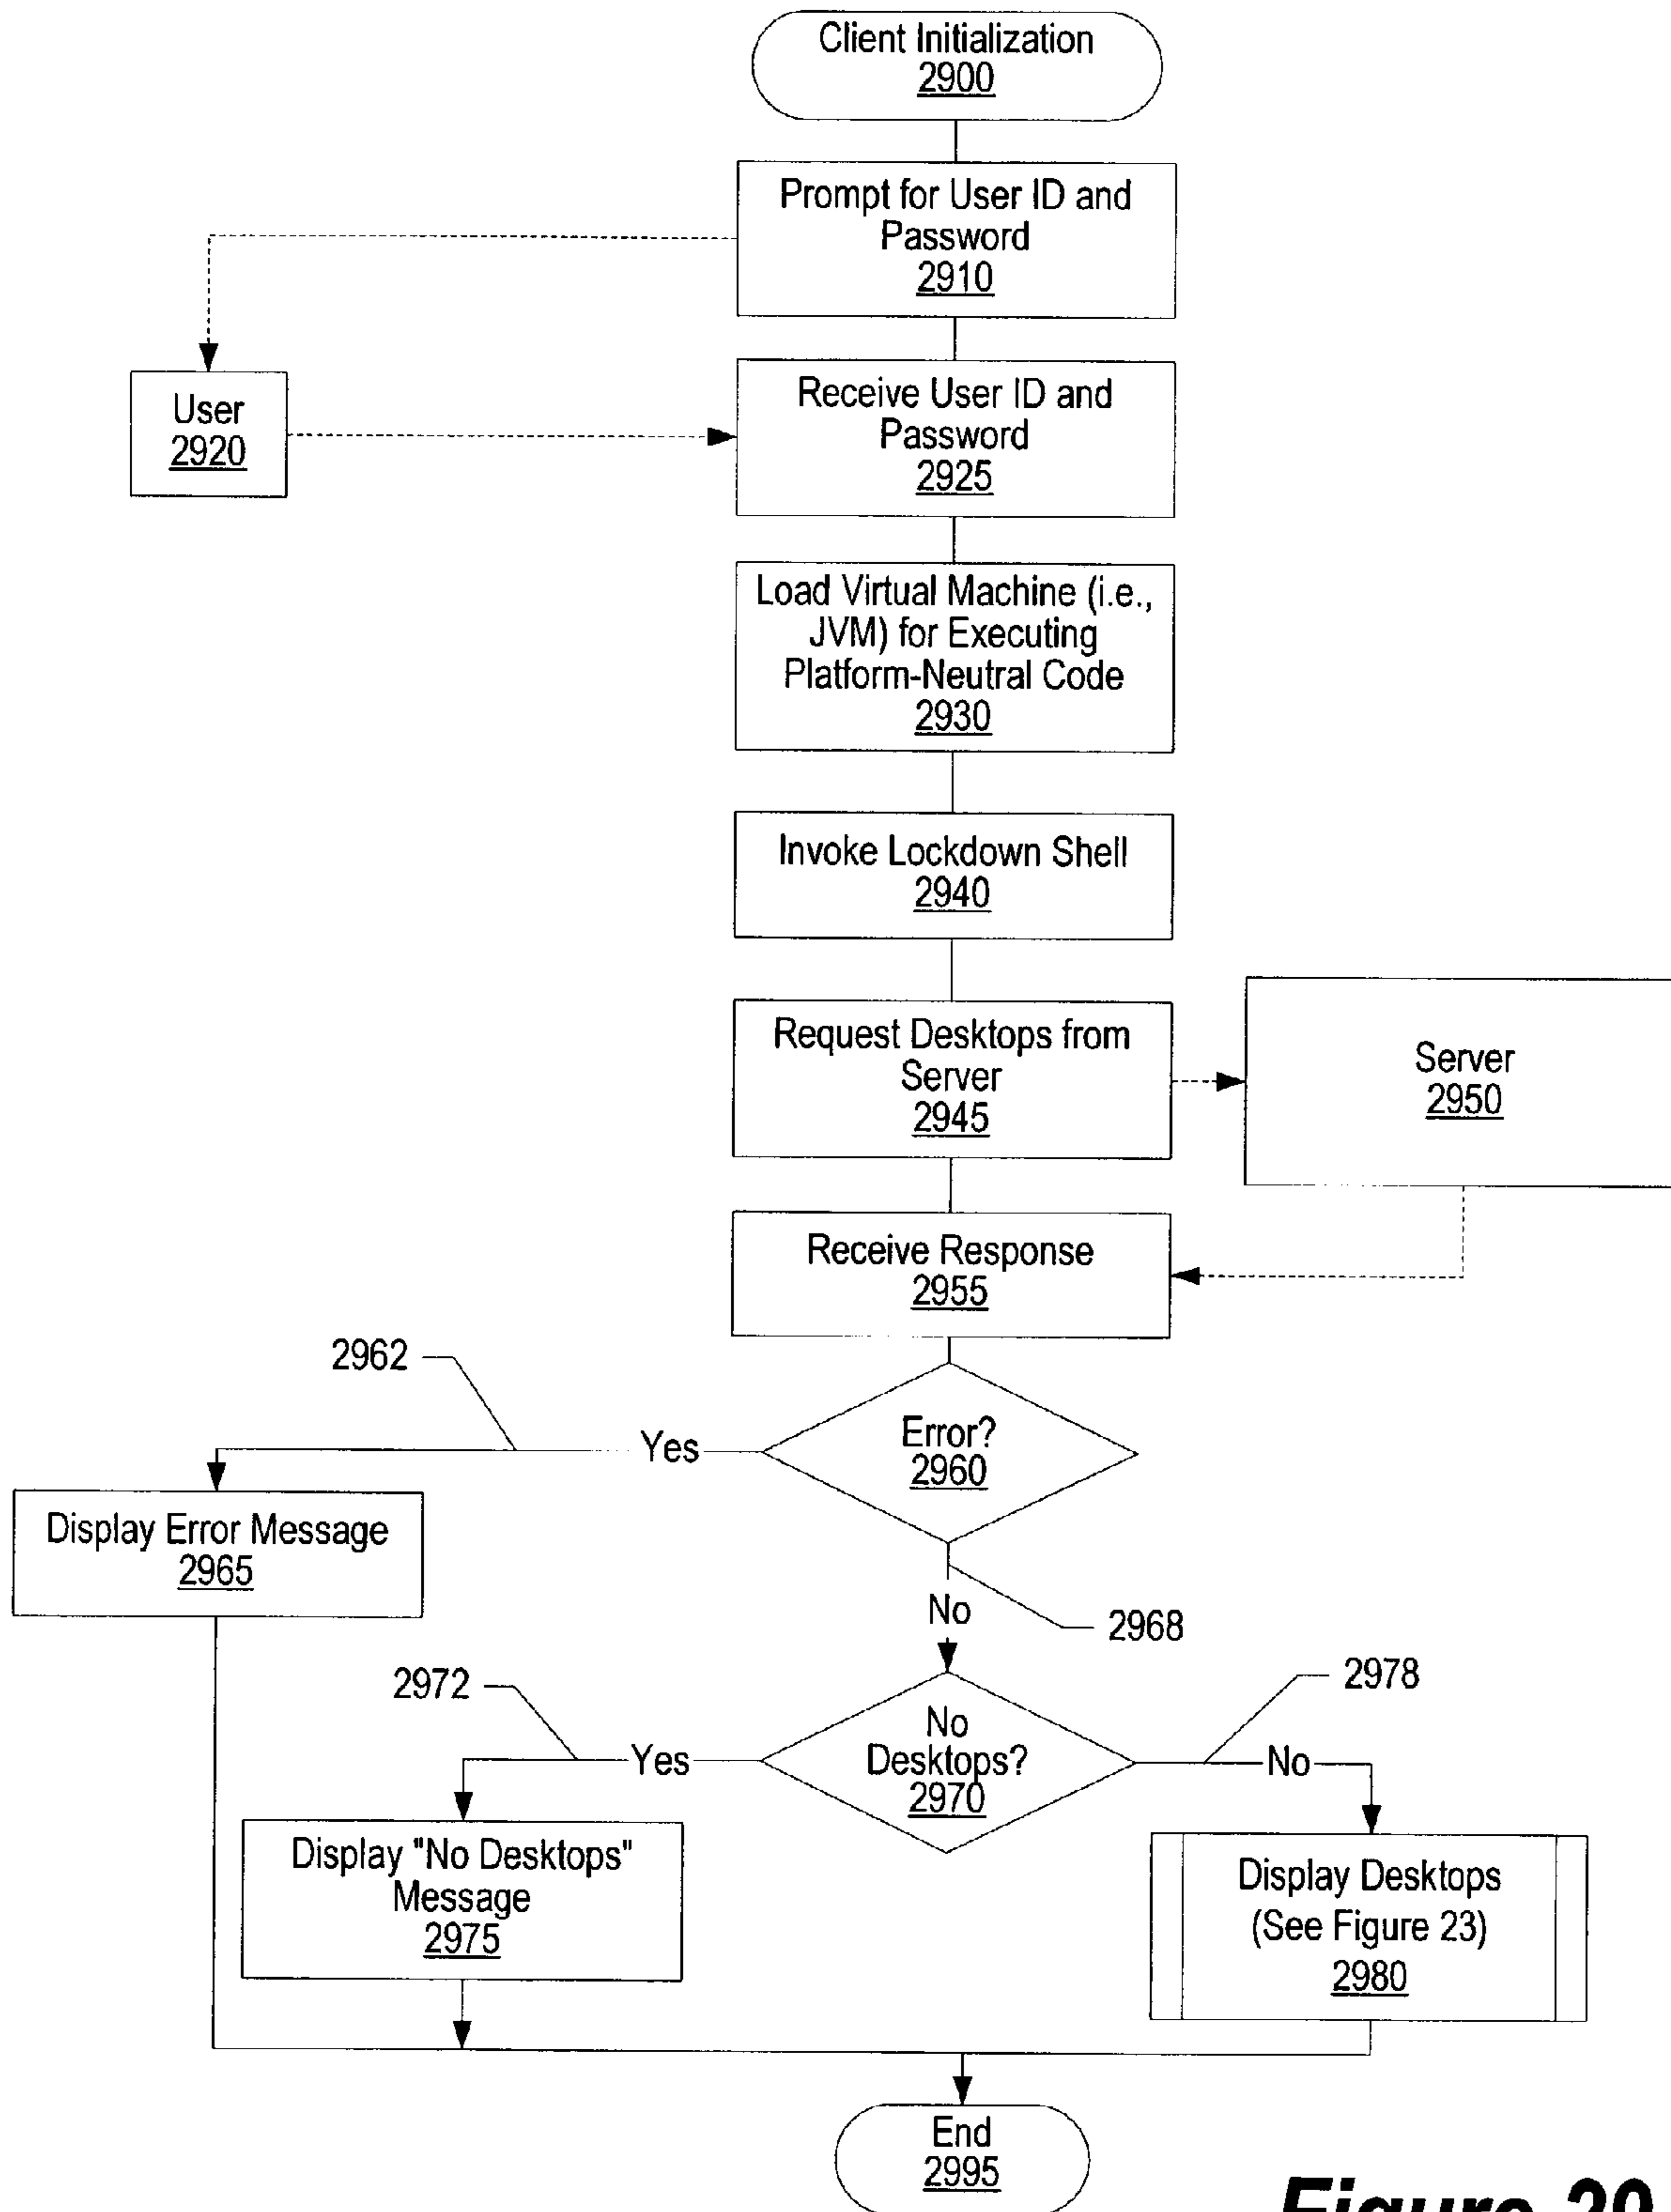 Client Initialization
2900
Prompt for User ID and
Password
2910
User
2920
Receive User ID and
Password
2925
Load Virtual Machine (i.e.,
JVM) for Executing
Platform-Neutral Code
2930
Invoke Lockdown Shell
2940
Request Desktops from
Server
2945
Server
2950
Receive Response
2955
2962
Yes
Error?
2960
Display Error Message
2965
No
2968
2972
2978
Yes
No
Desktops?
2970
No
Display "No Desktops"
Message
2975
Display Desktops
(See Figure 23)
2980
End
2995
Figure 29